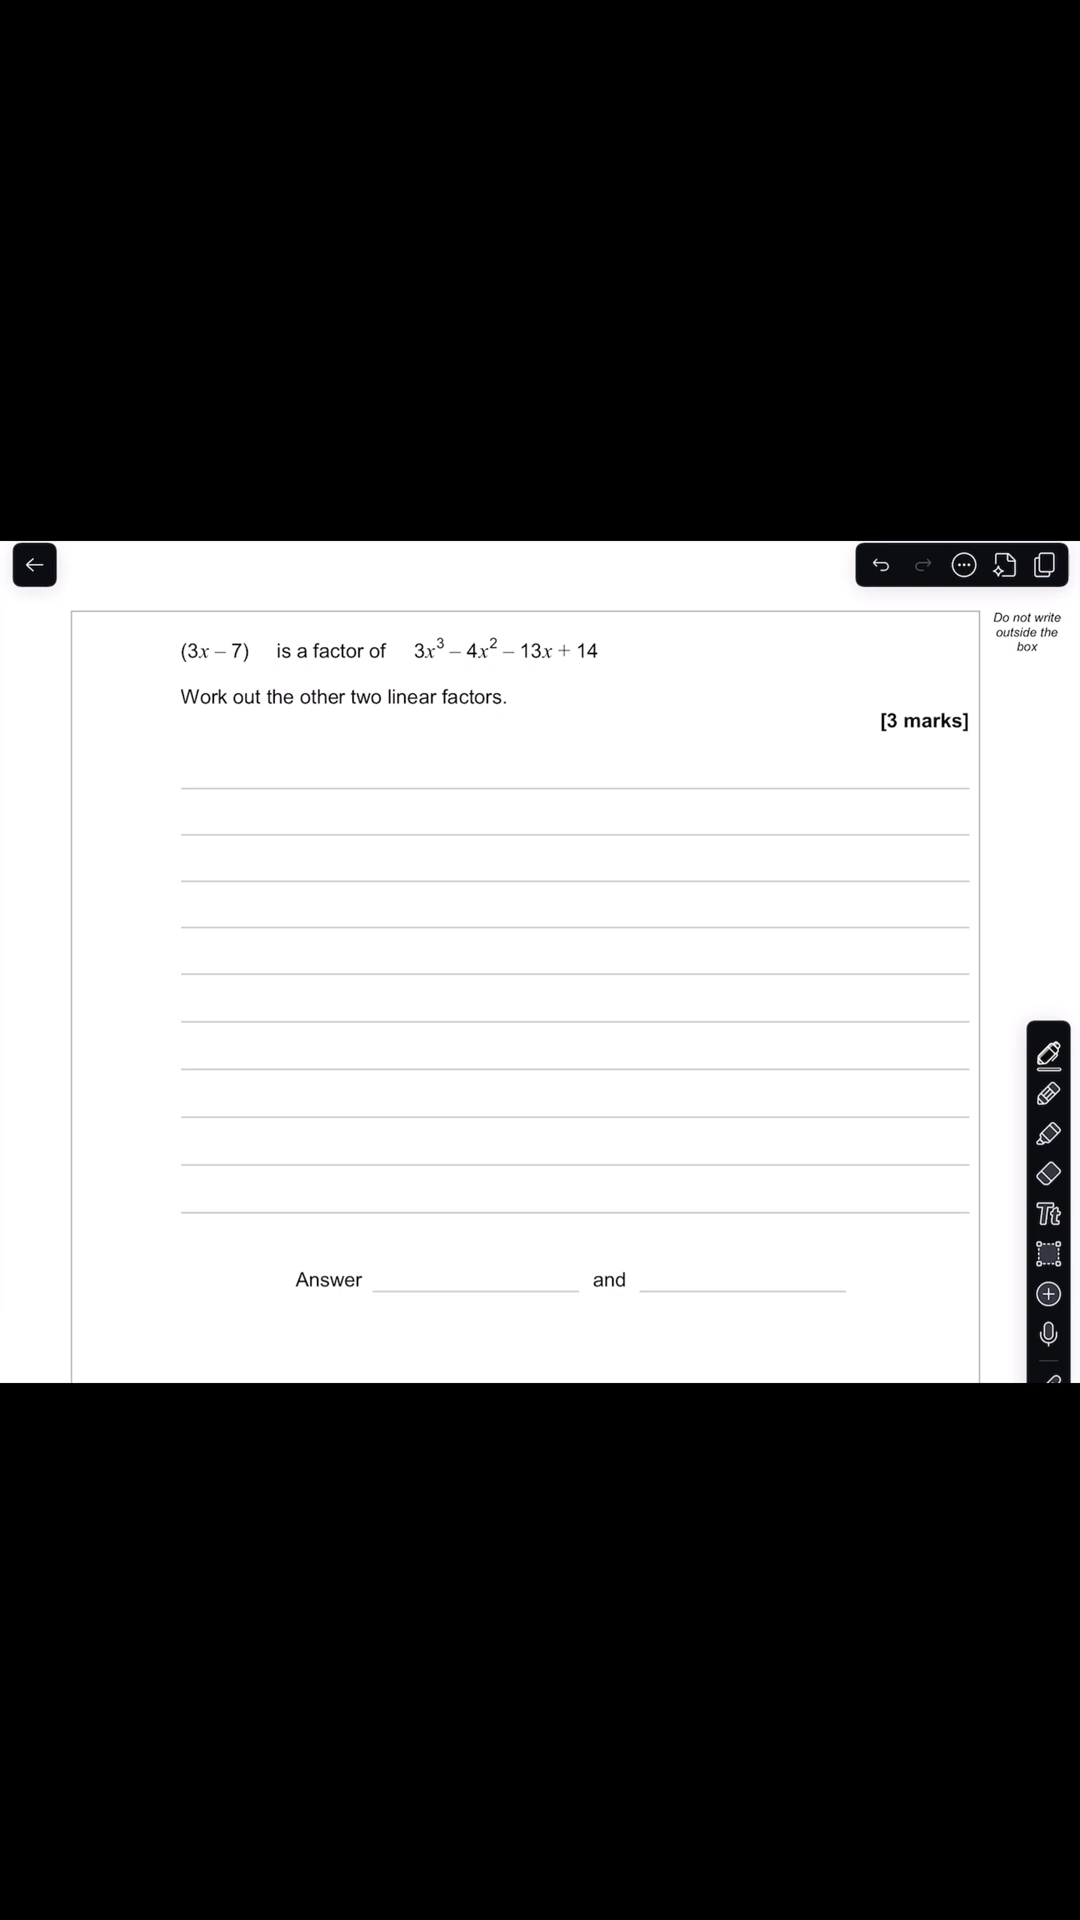 Do not write
outside the
box
(3x – 7) is a factor of 3x³ – 4x² – 13x + 14
Work out the other two linear factors.
[3 marks]
Tt
Answer and